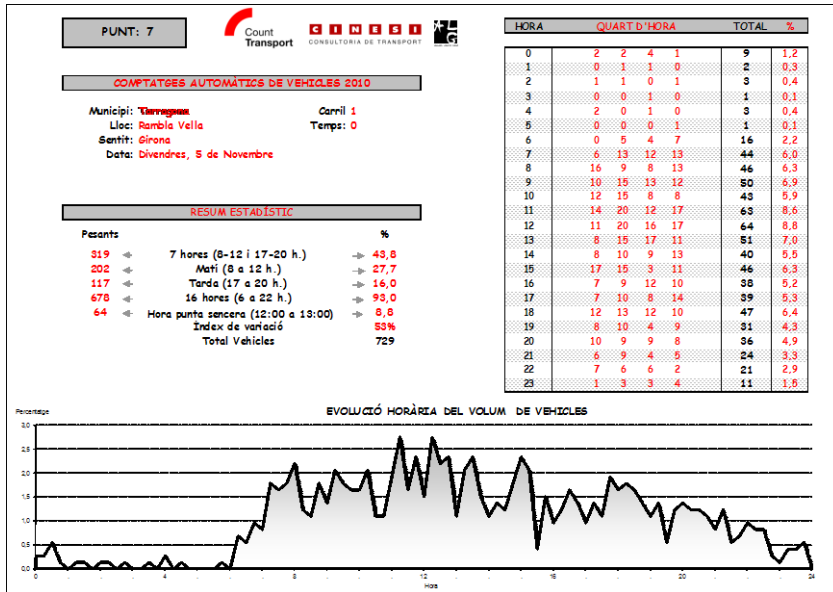 PUNT: 7
Count
Transport
CINESI
CONSULTORIA DE TRANSPORT
COMPTATGES AUTOMÀTICS DE VEHICLES 2010
Municipi: Carril 1
Lloc: Rambla Vella Temps: 0
Sentit: Girona
Data: Divendres, 5 de Novembre
RESUM ESTADÍSTIC
Pesants %
319 7 hores (8-12 i 17-20 h.) 43,8
202 Matí (8 a 12 h.) 27,7
117 Tarda (17 a 20 h.) 16,0
678 16 hores (6 a 22 h.) 93,0
64 Hora punta sencera (12:00 a 13:00) 8,8
Índex de variació 53%
Total Vehicles 729
HORA QUART D'HORA TOTAL %
0 2 2 4 1 9 1,2
1 0 1 1 0 2 0,3
2 1 1 0 1 3 0,4
3 0 0 1 0 1 0,1
4 2 0 1 0 3 0,4
5 0 0 0 1 1 0,1
6 0 5 4 7 16 2,2
7 6 13 12 13 44 6,0
8 16 9 8 13 46 6,3
9 10 15 13 12 50 6,9
10 12 15 8 8 43 5,9
11 14 20 12 17 63 8,6
12 11 20 16 17 64 8,8
13 8 15 17 11 51 7,0
14 8 10 9 13 40 5,5
15 17 15 3 11 46 6,3
16 7 9 12 10 38 5,2
17 7 10 8 14 39 5,3
18 12 13 12 10 47 6,4
19 8 10 4 9 31 4,3
20 10 9 9 8 36 4,9
21 6 9 4 5 24 3,3
22 7 6 6 2 21 2,9
23 1 3 3 4 11 1,5
EVOLUCIÓ HORÀRIA DEL VOLUM DE VEHICLES
Percentatge
3,0
2,5
2,0
1,5
1,0
0,5
0,0
0 4 8 12 16 20 24
Hora